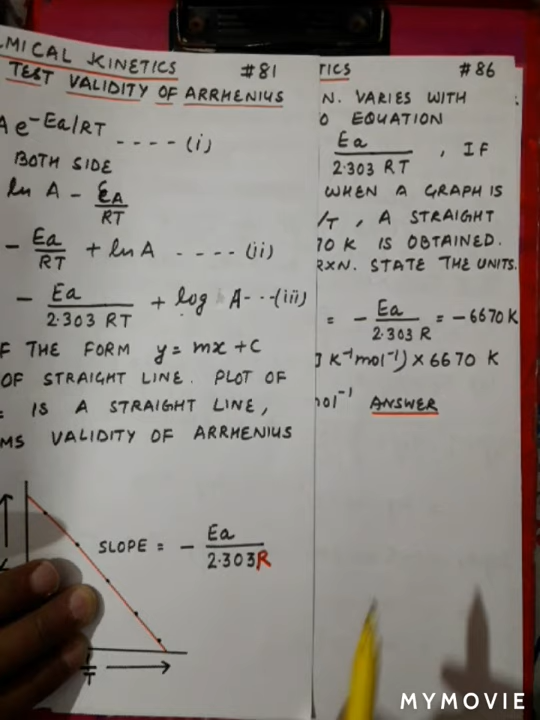 MICAL KINETICS #81
TEST VALIDITY OF ARRHENIUS
A e^-Ea/RT ---- (i)
BOTH SIDE
ln A - EA/RT
- Ea/RT + ln A ---- (ii)
- Ea/2.303 RT + log A --- (iii)
F THE FORM y = mx + C
OF STRAIGHT LINE. PLOT OF
IS A STRAIGHT LINE,
MS VALIDITY OF ARRHENIUS
SLOPE = - Ea/2.303R
1/T
TICS #86
N. VARIES WITH
O EQUATION
Ea/2.303 RT , IF
WHEN A GRAPH IS
/T, A STRAIGHT
70 K IS OBTAINED.
RXN. STATE THE UNITS.
= - Ea/2.303 R = -6670 K
J K⁻¹ mol⁻¹) × 6670 K
ol⁻¹ ANSWER
MYMOVIE